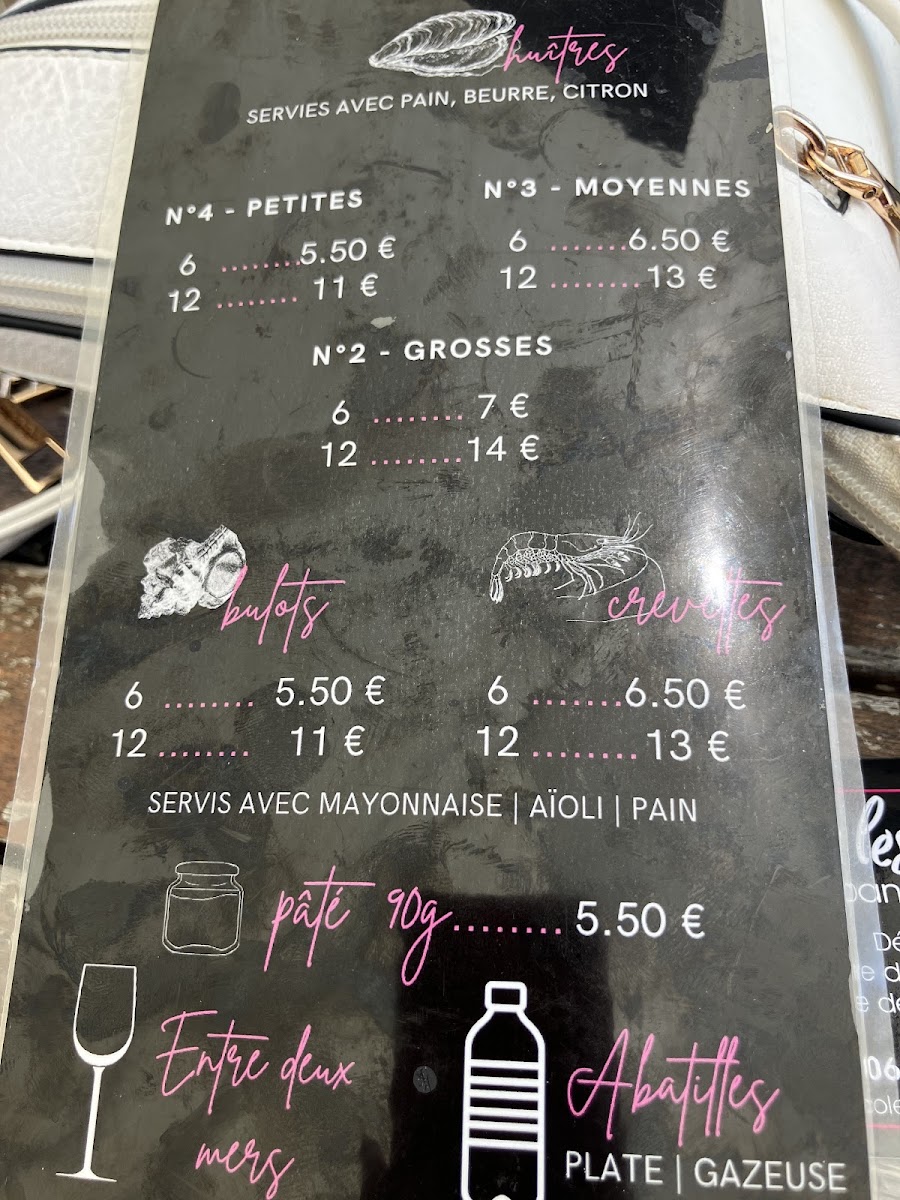 huîtres
SERVIES AVEC PAIN, BEURRE, CITRON
N°4 - PETITES
6 ........5.50 €
12 ........ 11 €
N°3 - MOYENNES
6 .......6.50 €
12 ........13 €
N°2 - GROSSES
6 ........ 7 €
12 ........14 €
bulots
6 ........ 5.50 €
12 ........ 11 €
crevettes
6 .......6.50 €
12 ........13 €
SERVIS AVEC MAYONNAISE | AÏOLI | PAIN
pâté 90g........ 5.50 €
Entre deux
mers
Abatilles
PLATE | GAZEUSE